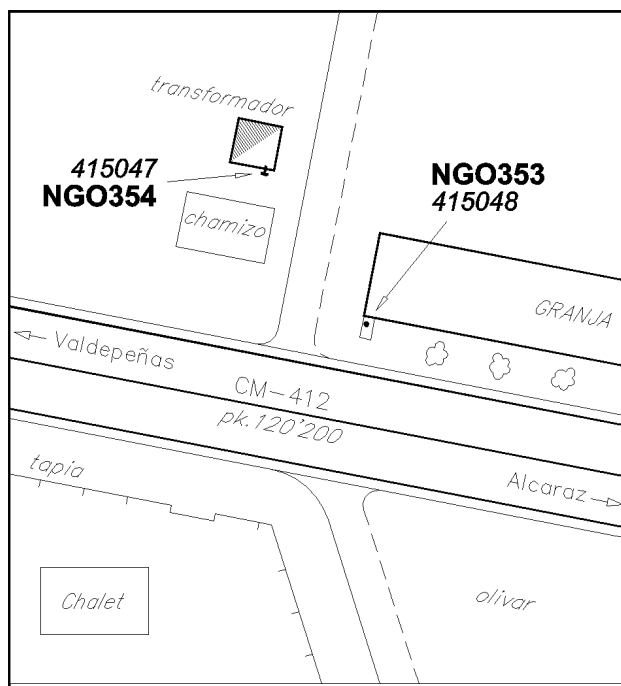 transformador
415047
NGO354
NGO353
415048
chamizo
GRANJA
← Valdepeñas
CM-412
pk.120'200
tapia
Alcaraz→
Chalet
olivar